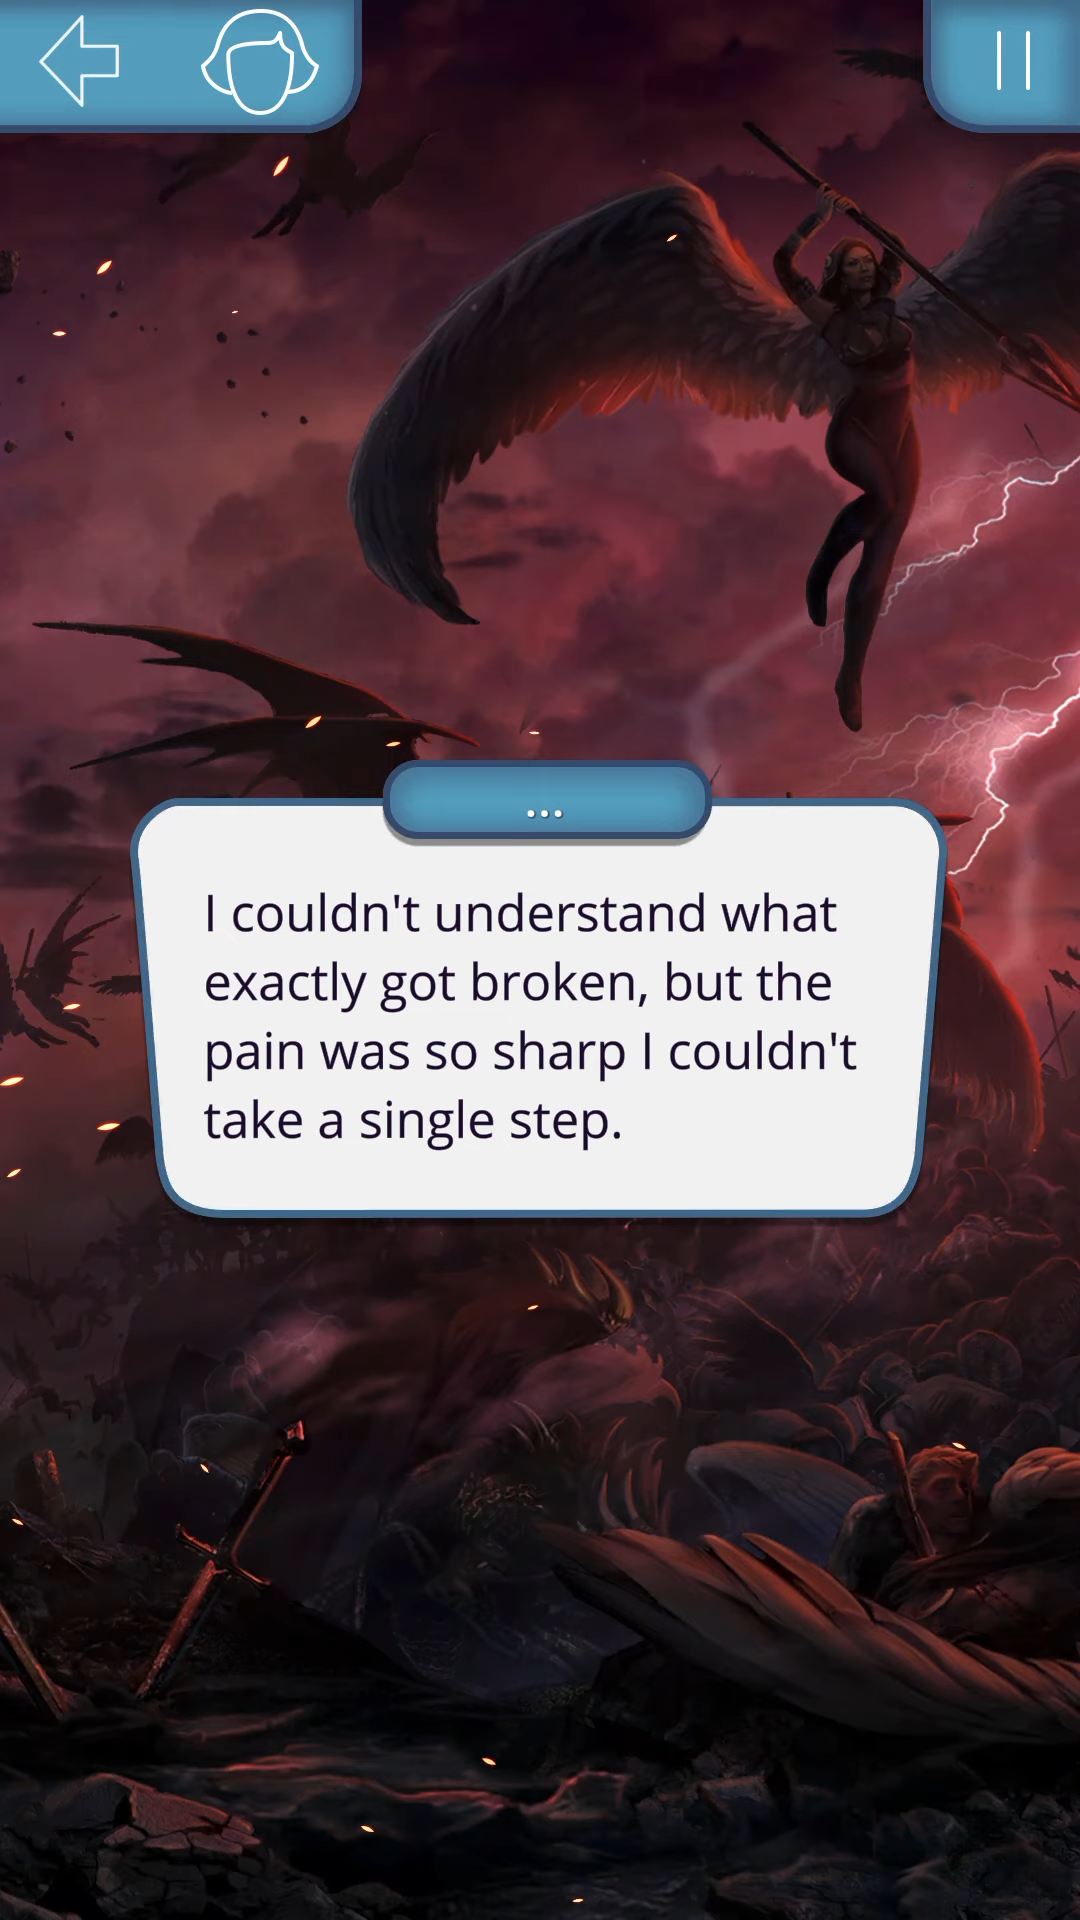 ...
I couldn't understand what
exactly got broken, but the
pain was so sharp I couldn't
take a single step.